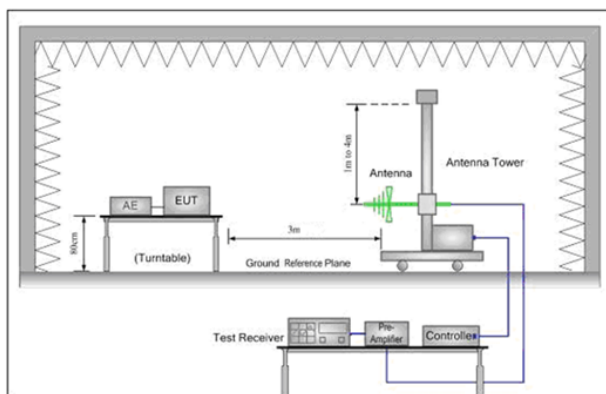 1m to 4m
Antenna
Antenna Tower
AE
EUT
80cm
(Turntable)
3m
Ground Reference Plane
Test Receiver
Pre-
Amplifier
Controller